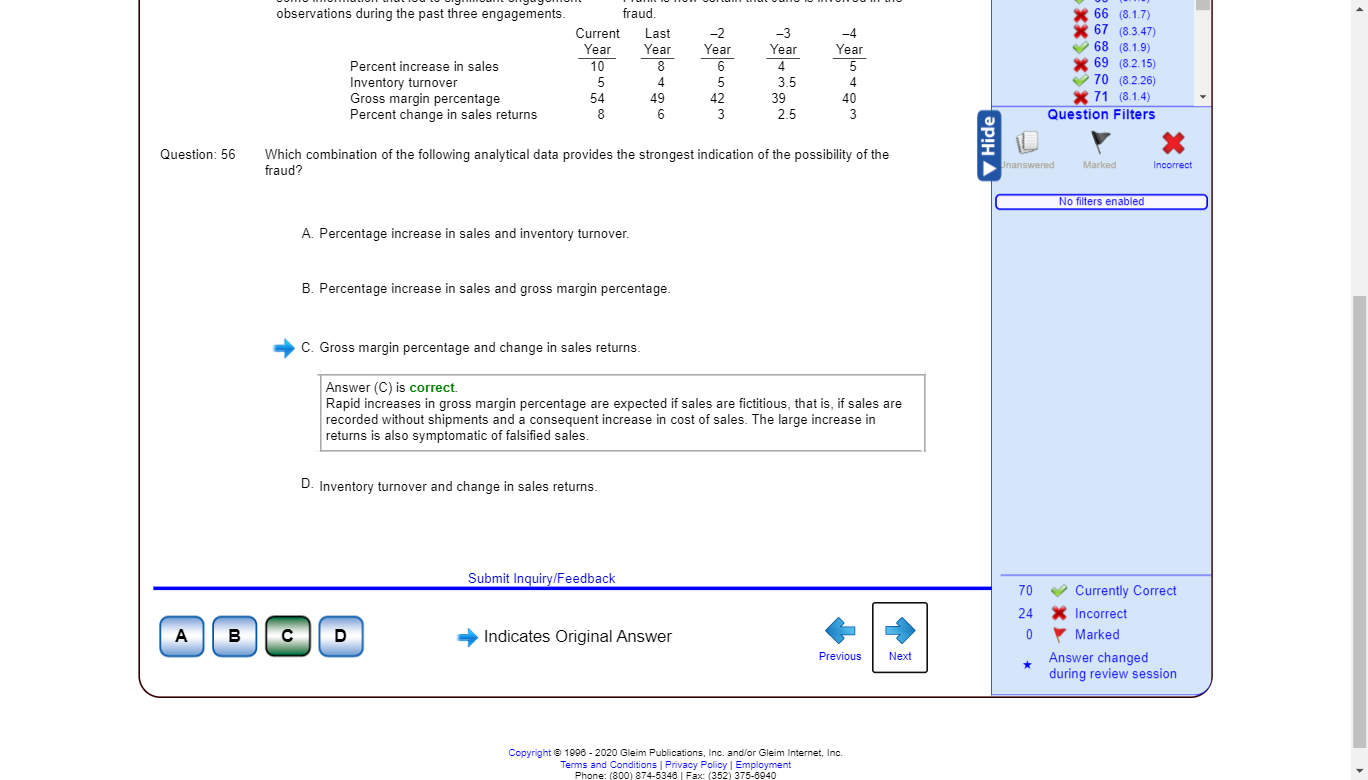 observations during the past three engagements. fraud.
Current Last –2 –3 –4
Year Year Year Year Year
Percent increase in sales 10 8 6 4 5
Inventory turnover 5 4 5 3.5 4
Gross margin percentage 54 49 42 39 40
Percent change in sales returns 8 6 3 2.5 3
Question: 56 Which combination of the following analytical data provides the strongest indication of the possibility of the
fraud?
A. Percentage increase in sales and inventory turnover.
B. Percentage increase in sales and gross margin percentage.
C. Gross margin percentage and change in sales returns.
Answer (C) is correct.
Rapid increases in gross margin percentage are expected if sales are fictitious, that is, if sales are
recorded without shipments and a consequent increase in cost of sales. The large increase in
returns is also symptomatic of falsified sales.
D. Inventory turnover and change in sales returns.
Submit Inquiry/Feedback
A B C D
Indicates Original Answer
Previous Next
66 (8.1.7)
67 (8.3.47)
68 (8.1.9)
69 (8.2.15)
70 (8.2.26)
71 (8.1.4)
Hide
Question Filters
Unanswered Marked Incorrect
No filters enabled
70 Currently Correct
24 Incorrect
0 Marked
Answer changed
during review session
Copyright © 1996 - 2020 Gleim Publications, Inc. and/or Gleim Internet, Inc.
Terms and Conditions | Privacy Policy | Employment
Phone: (800) 874-5346 | Fax: (352) 375-6940